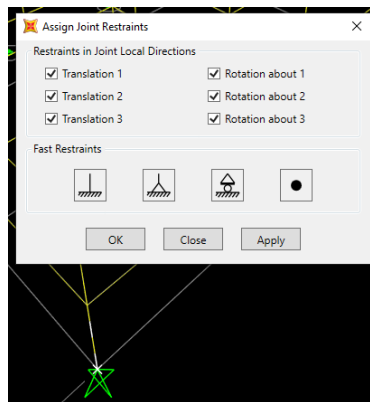 Assign Joint Restraints
Restraints in Joint Local Directions
Translation 1 Rotation about 1
Translation 2 Rotation about 2
Translation 3 Rotation about 3
Fast Restraints
OK Close Apply